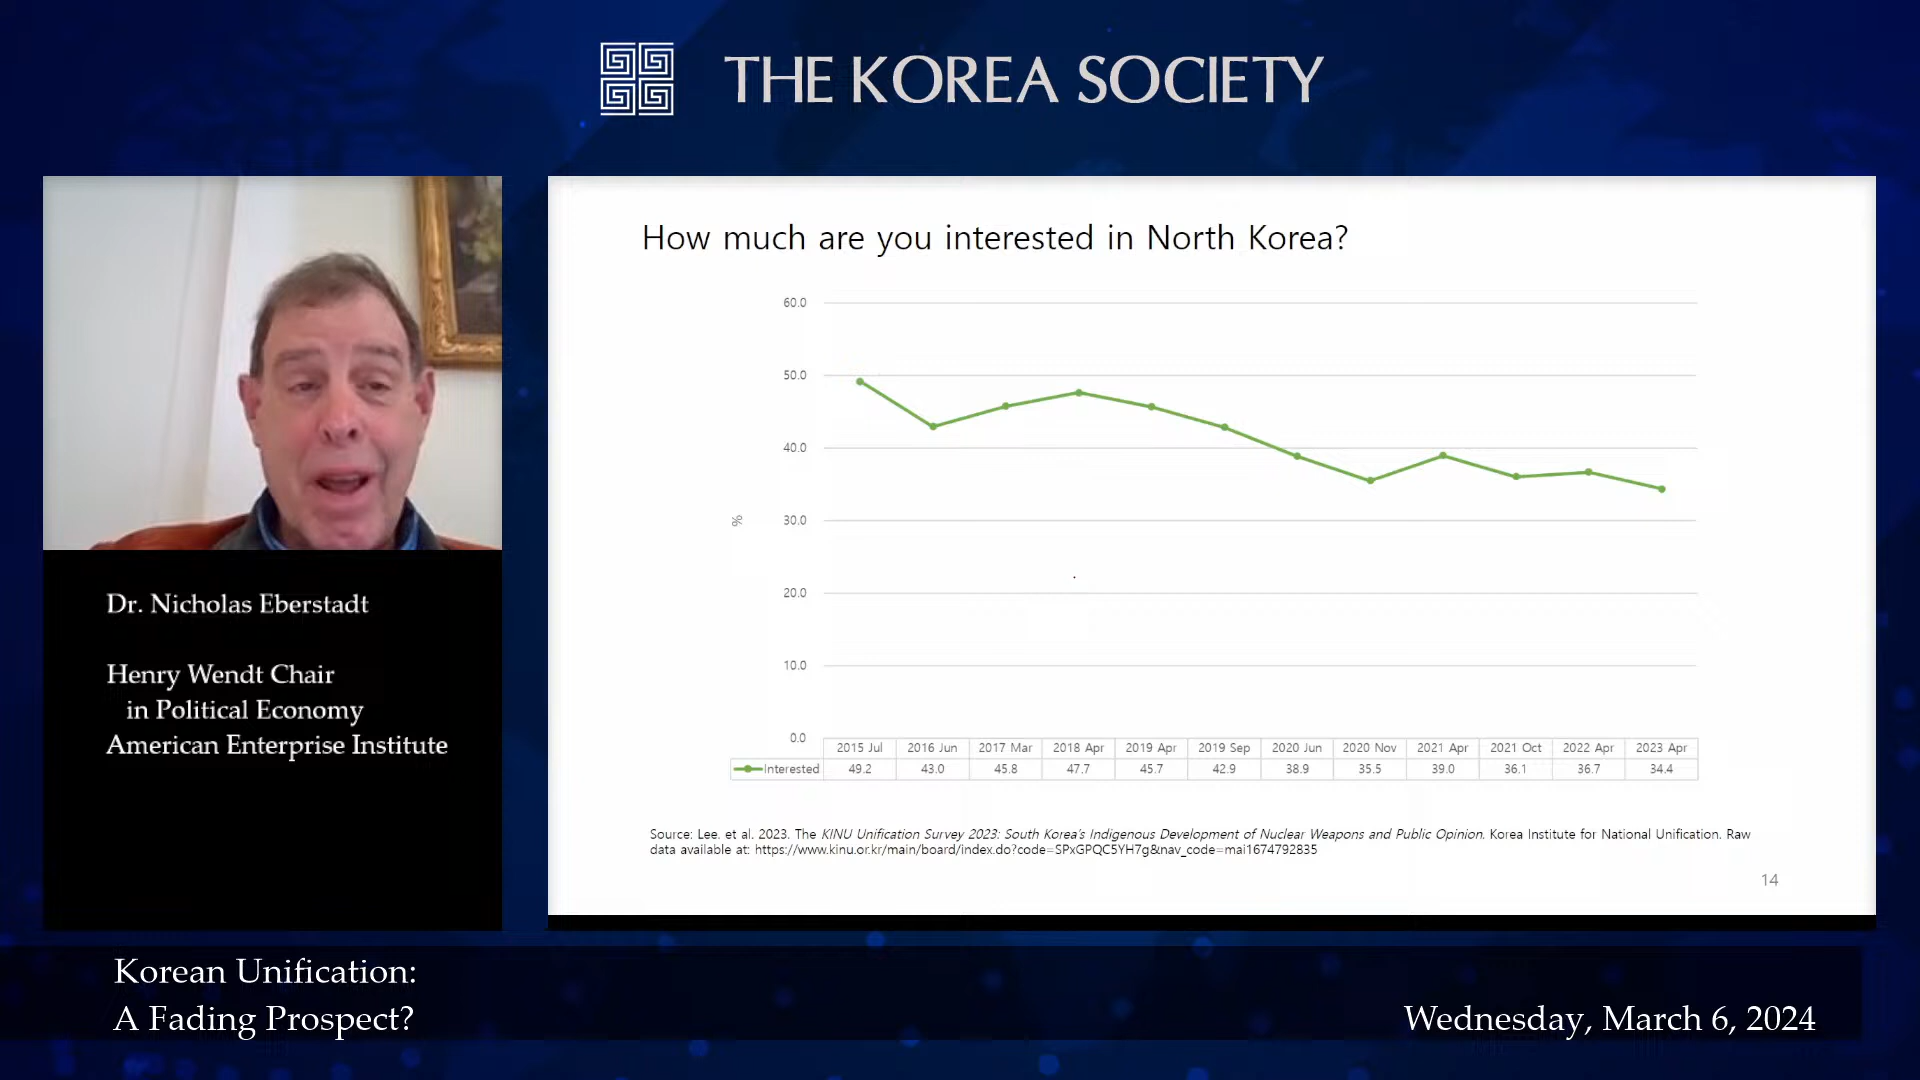 THE KOREA SOCIETY
Dr. Nicholas Eberstadt
Henry Wendt Chair
in Political Economy
American Enterprise Institute
How much are you interested in North Korea?
60.0
50.0
40.0
30.0
20.0
10.0
0.0
%
2015 Jul 2016 Jun 2017 Mar 2018 Apr 2019 Apr 2019 Sep 2020 Jun 2020 Nov 2021 Apr 2021 Oct 2022 Apr 2023 Apr
Interested 49.2 43.0 45.8 47.7 45.7 42.9 38.9 35.5 39.0 36.1 36.7 34.4
Source: Lee. et al. 2023. The KINU Unification Survey 2023: South Korea's Indigenous Development of Nuclear Weapons and Public Opinion. Korea Institute for National Unification. Raw
data available at: https://www.kinu.or.kr/main/board/index.do?code=SPxGPQC5YH7g&nav_code=mai1674792835
14
Korean Unification:
A Fading Prospect?
Wednesday, March 6, 2024